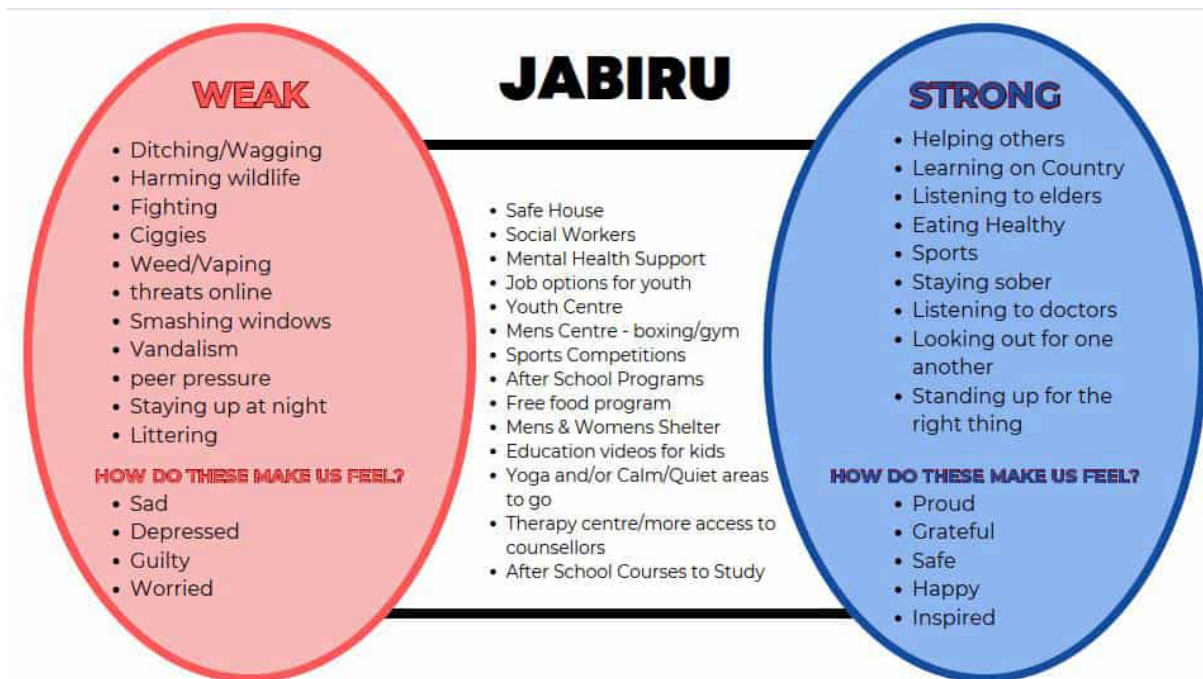 JABIRU
WEAK
• Ditching/Wagging
• Harming wildlife
• Fighting
• Ciggies
• Weed/Vaping
• threats online
• Smashing windows
• Vandalism
• peer pressure
• Staying up at night
• Littering
HOW DO THESE MAKE US FEEL?
• Sad
• Depressed
• Guilty
• Worried
• Safe House
• Social Workers
• Mental Health Support
• Job options for youth
• Youth Centre
• Mens Centre - boxing/gym
• Sports Competitions
• After School Programs
• Free food program
• Mens & Womens Shelter
• Education videos for kids
• Yoga and/or Calm/Quiet areas
to go
• Therapy centre/more access to
counsellors
• After School Courses to Study
STRONG
• Helping others
• Learning on Country
• Listening to elders
• Eating Healthy
• Sports
• Staying sober
• Listening to doctors
• Looking out for one
another
• Standing up for the
right thing
HOW DO THESE MAKE US FEEL?
• Proud
• Grateful
• Safe
• Happy
• Inspired